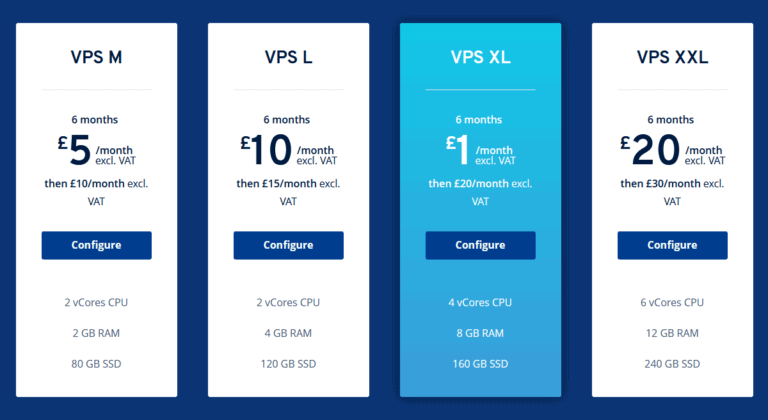 VPS M
6 months
£5 /month
excl. VAT
then £10/month excl.
VAT
Configure
2 vCores CPU
2 GB RAM
80 GB SSD
VPS L
6 months
£10 /month
excl. VAT
then £15/month excl.
VAT
Configure
2 vCores CPU
4 GB RAM
120 GB SSD
VPS XL
6 months
£1 /month
excl. VAT
then £20/month excl.
VAT
Configure
4 vCores CPU
8 GB RAM
160 GB SSD
VPS XXL
6 months
£20 /month
excl. VAT
then £30/month excl.
VAT
Configure
6 vCores CPU
12 GB RAM
240 GB SSD